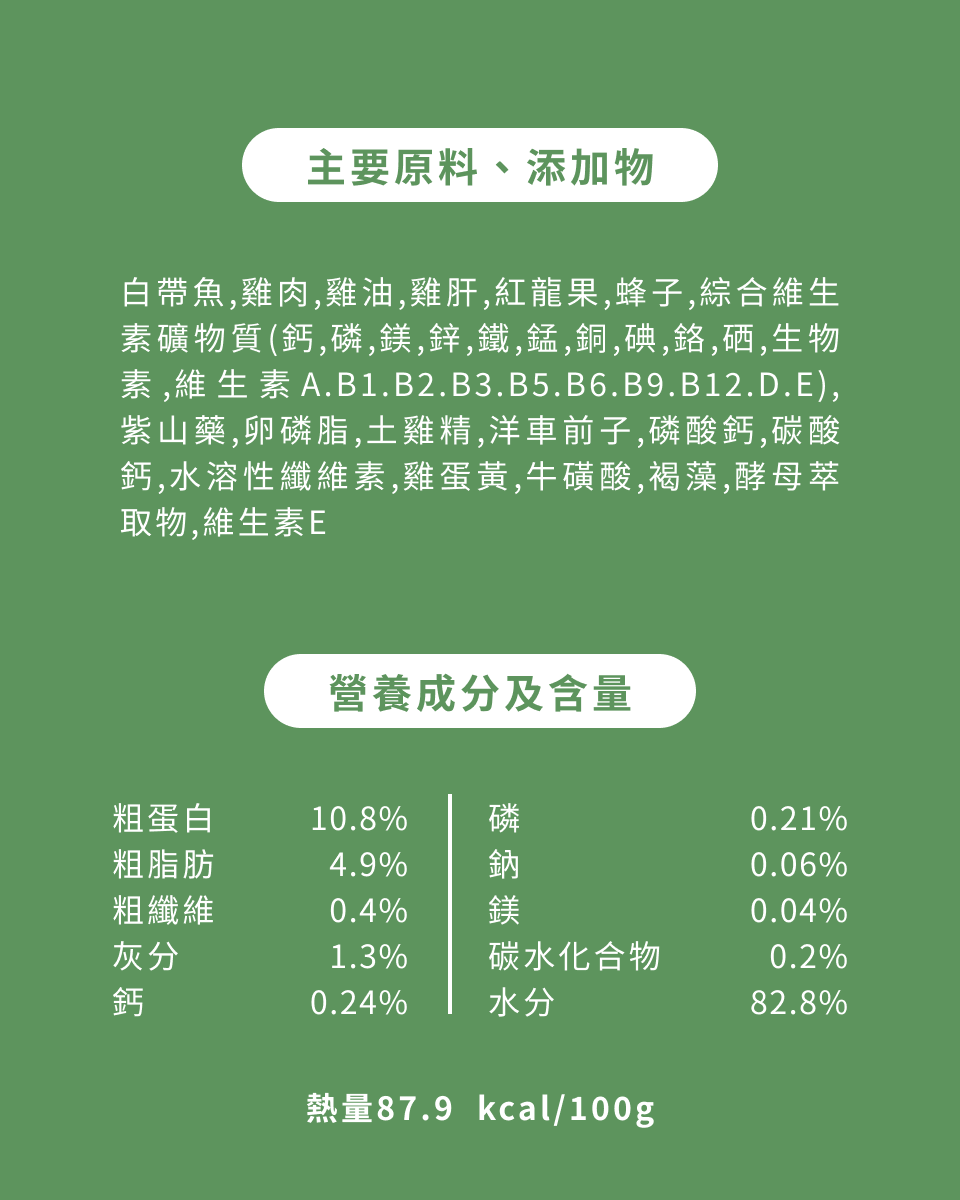 主要原料、添加物
白帶魚,雞肉,雞油,雞肝,紅龍果,蜂子,綜合維生
素礦物質(鈣,磷,鎂,鋅,鐵,錳,銅,碘,鉻,硒,生物
素,維生素A.B1.B2.B3.B5.B6.B9.B12.D.E),
紫山藥,卵磷脂,土雞精,洋車前子,磷酸鈣,碳酸
鈣,水溶性纖維素,雞蛋黃,牛磺酸,褐藻,酵母萃
取物,維生素E
營養成分及含量
粗蛋白 10.8%
粗脂肪 4.9%
粗纖維 0.4%
灰分 1.3%
鈣 0.24%
磷 0.21%
鈉 0.06%
鎂 0.04%
碳水化合物 0.2%
水分 82.8%
熱量87.9 kcal/100g